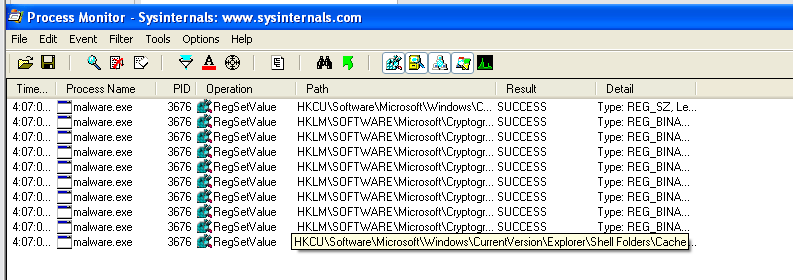 Process Monitor - Sysinternals: www.sysinternals.com
File Edit Event Filter Tools Options Help
Time... Process Name PID Operation Path Result Detail
4:07:0... malware.exe 3676 RegSetValue HKCU\Software\Microsoft\Windows\C... SUCCESS Type: REG_SZ, Le...
4:07:0... malware.exe 3676 RegSetValue HKLM\SOFTWARE\Microsoft\Cryptogr... SUCCESS Type: REG_BINA...
4:07:0... malware.exe 3676 RegSetValue HKLM\SOFTWARE\Microsoft\Cryptogr... SUCCESS Type: REG_BINA...
4:07:0... malware.exe 3676 RegSetValue HKLM\SOFTWARE\Microsoft\Cryptogr... SUCCESS Type: REG_BINA...
4:07:0... malware.exe 3676 RegSetValue HKLM\SOFTWARE\Microsoft\Cryptogr... SUCCESS Type: REG_BINA...
4:07:0... malware.exe 3676 RegSetValue HKLM\SOFTWARE\Microsoft\Cryptogr... SUCCESS Type: REG_BINA...
4:07:0... malware.exe 3676 RegSetValue HKLM\SOFTWARE\Microsoft\Cryptogr... SUCCESS Type: REG_BINA...
4:07:0... malware.exe 3676 RegSetValue HKLM\SOFTWARE\Microsoft\Cryptogr... SUCCESS Type: REG_BINA...
4:07:0... malware.exe 3676 RegSetValue HKLM\SOFTWARE\Microsoft\Cryptogr... SUCCESS Type: REG_BINA...
4:07:0... malware.exe 3676 RegSetValue HKCU\Software\Microsoft\Windows\CurrentVersion\Explorer\Shell Folders\Cache